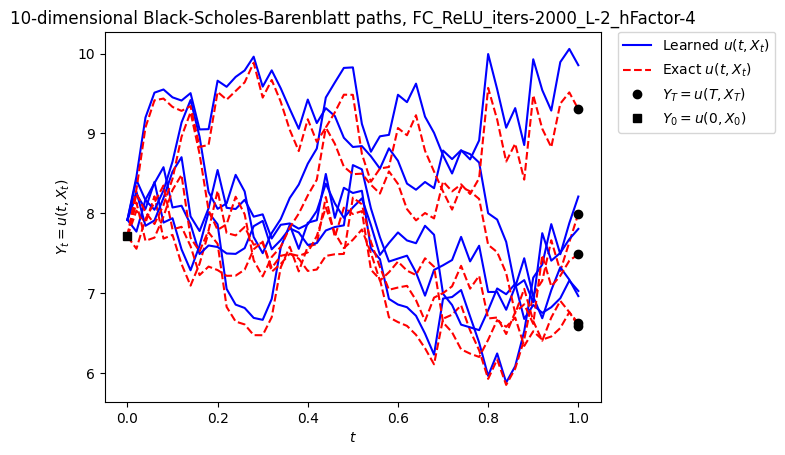 10-dimensional Black-Scholes-Barenblatt paths, FC_ReLU_iters-2000_L-2_hFactor-4
Learned u(t, X_t)
Exact u(t, X_t)
Y_T = u(T, X_T)
Y_0 = u(0, X_0)
Y_t = u(t, X_t)
10
9
8
7
6
0.0 0.2 0.4 0.6 0.8 1.0
t